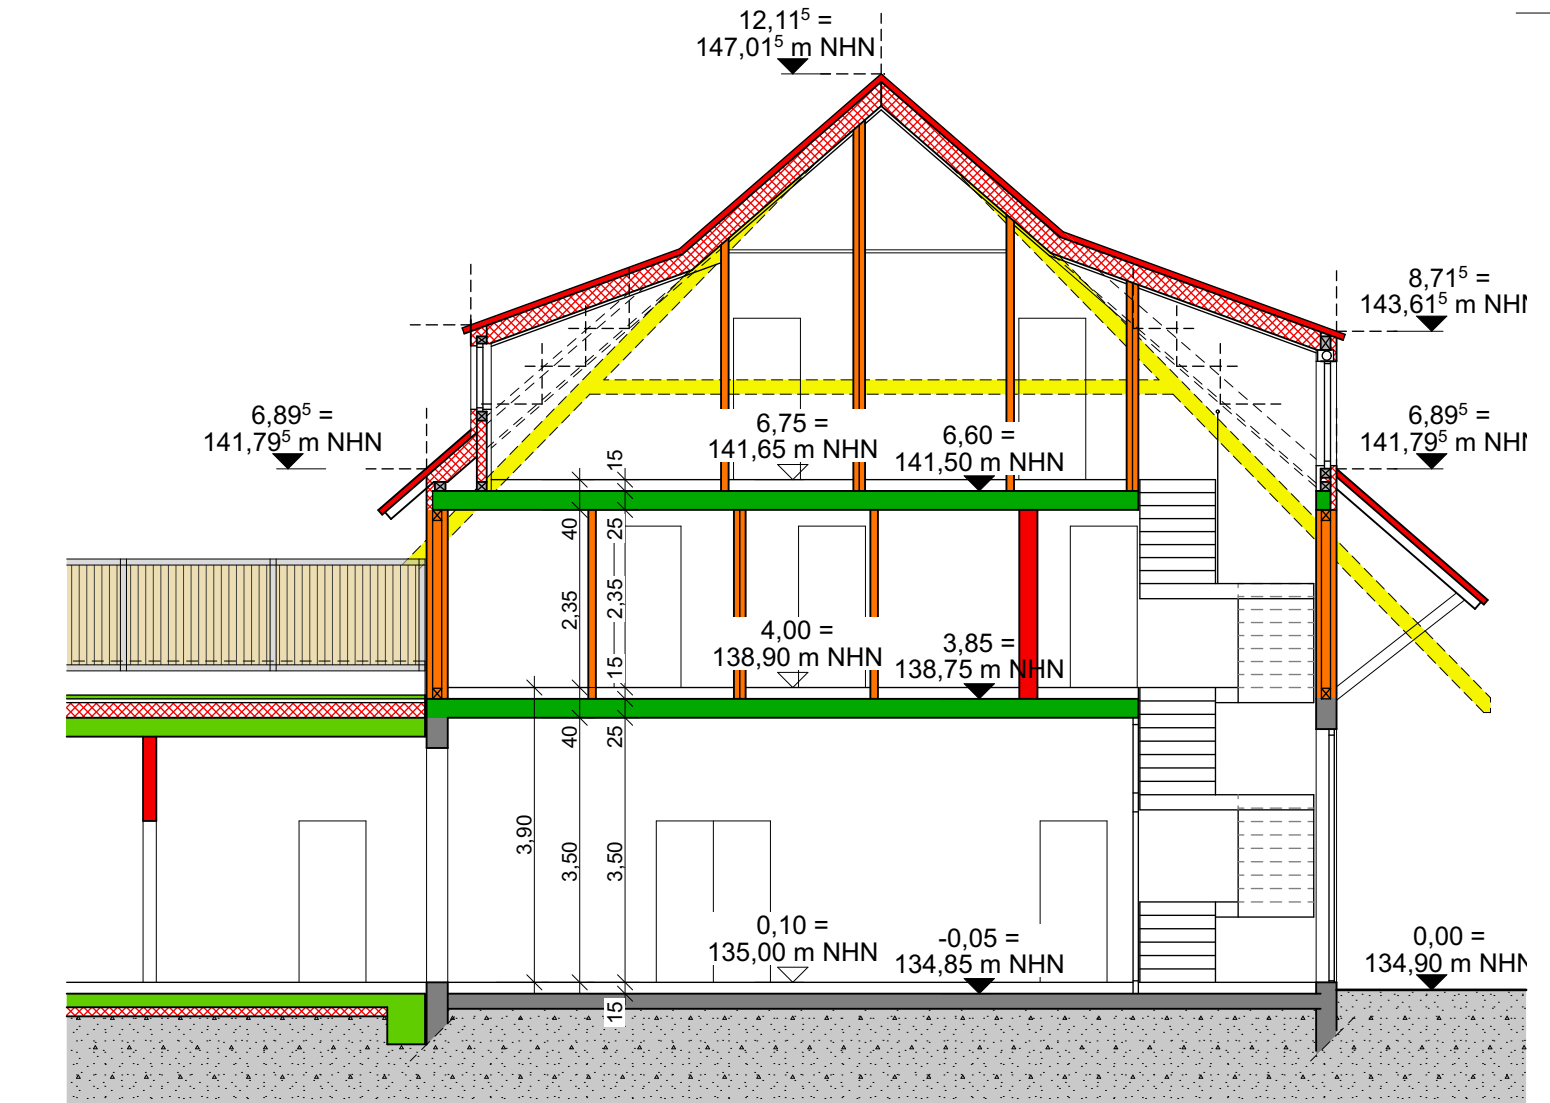 12,11⁵ =
147,01⁵ m NHN
8,71⁵ =
143,61⁵ m NHN
6,89⁵ =
141,79⁵ m NHN
6,75 =
141,65 m NHN
6,60 =
141,50 m NHN
6,89⁵ =
141,79⁵ m NHN
15
40
25
2,35
2,35
15
4,00 =
138,90 m NHN
3,85 =
138,75 m NHN
40
25
3,90
3,50
3,50
0,10 =
135,00 m NHN
-0,05 =
134,85 m NHN
0,00 =
134,90 m NHN
15